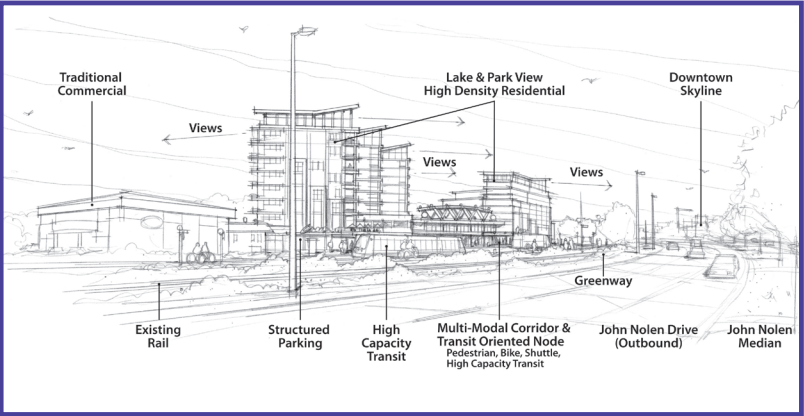 Traditional
Commercial
Lake & Park View
High Density Residential
Downtown
Skyline
Views
Views
Views
Greenway
Existing
Rail
Structured
Parking
High
Capacity
Transit
Multi-Modal Corridor &
Transit Oriented Node
Pedestrian, Bike, Shuttle,
High Capacity Transit
John Nolen Drive
(Outbound)
John Nolen
Median